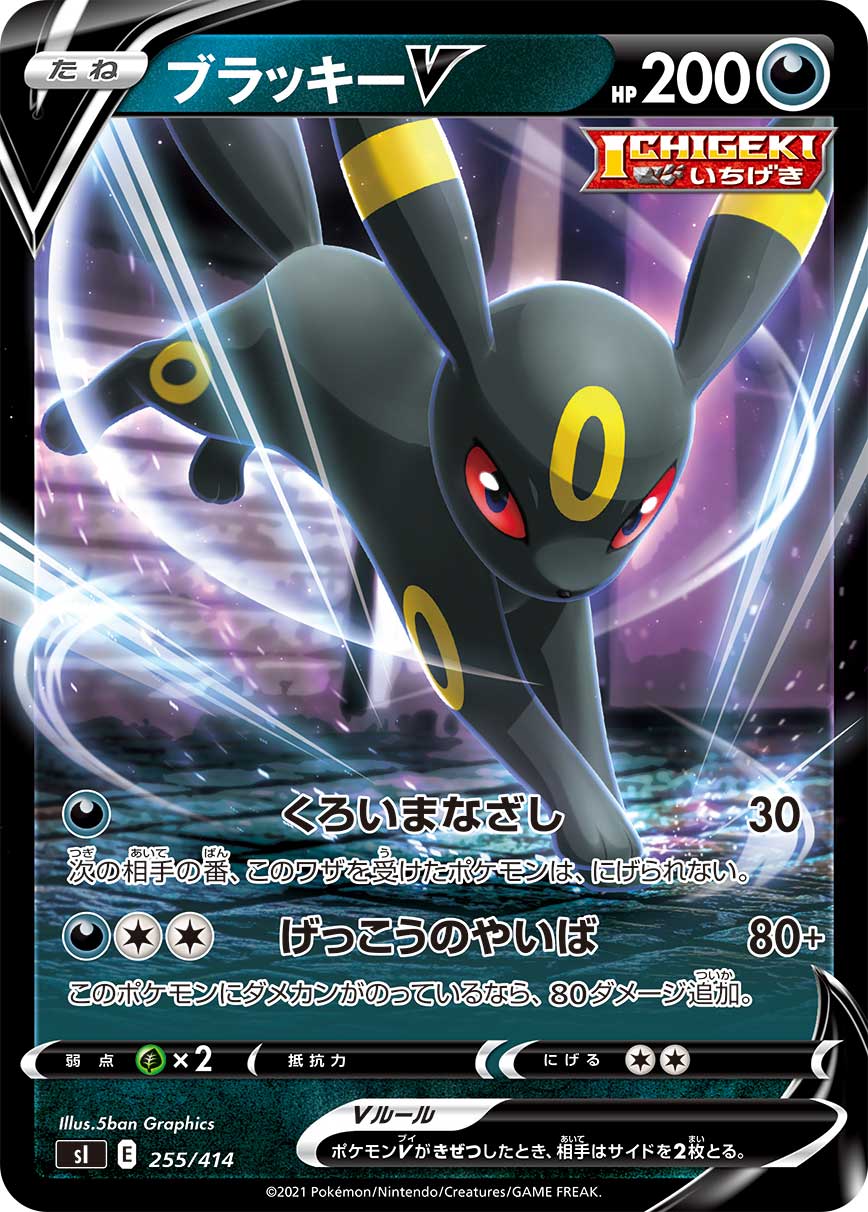 たね
ブラッキーV
HP 200
ICHIGEKI
いちげき
くろいまなざし 30
次の相手の番、このワザを受けたポケモンは、にげられない。
げっこうのやいば 80+
このポケモンにダメカンがのっているなら、80ダメージ追加。
弱点 ×2 抵抗力 にげる
Illus.5ban Graphics
Vルール
ポケモンVがきぜつしたとき、相手はサイドを2枚とる。
sI E 255/414
©2021 Pokémon/Nintendo/Creatures/GAME FREAK.